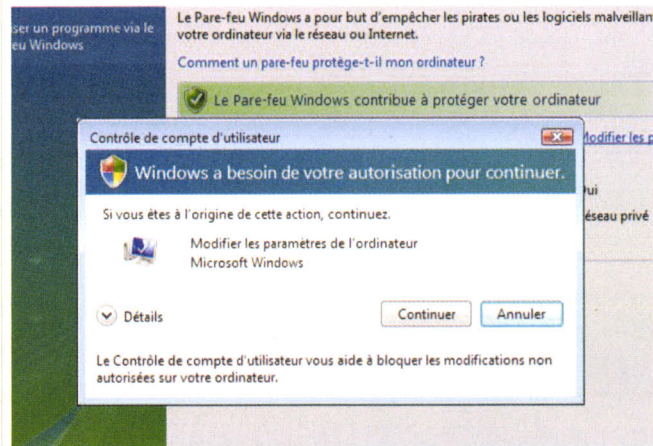 ser un programme via le
eu Windows
Le Pare-feu Windows a pour but d'empêcher les pirates ou les logiciels malveillan
votre ordinateur via le réseau ou Internet.
Comment un pare-feu protège-t-il mon ordinateur ?
Le Pare-feu Windows contribue à protéger votre ordinateur
Modifier les p
ui
éseau privé
Contrôle de compte d'utilisateur
Windows a besoin de votre autorisation pour continuer.
Si vous êtes à l'origine de cette action, continuez.
Modifier les paramètres de l'ordinateur
Microsoft Windows
Détails
Continuer
Annuler
Le Contrôle de compte d'utilisateur vous aide à bloquer les modifications non
autorisées sur votre ordinateur.